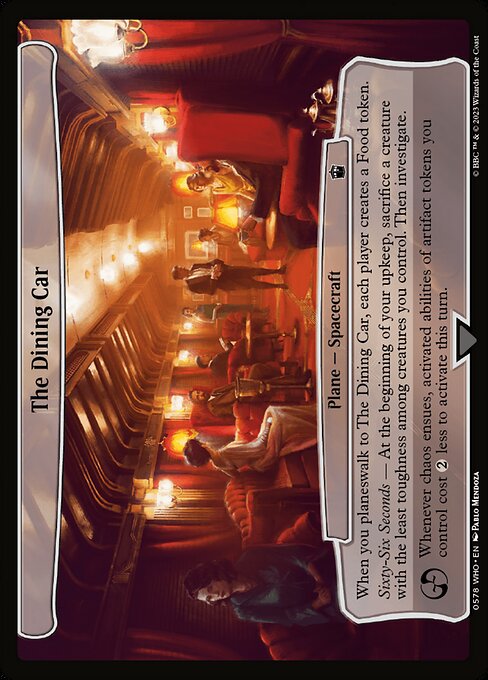 The Dining Car
Plane — Spacecraft
When you planeswalk to The Dining Car, each player creates a Food token.
Sixty-Six Seconds — At the beginning of your upkeep, sacrifice a creature
with the least toughness among creatures you control. Then investigate.
Whenever chaos ensues, activated abilities of artifact tokens you
control cost 2 less to activate this turn.
0578 WHO • EN PABLO MENDOZA
© BBC ™ & © 2023 Wizards of the Coast